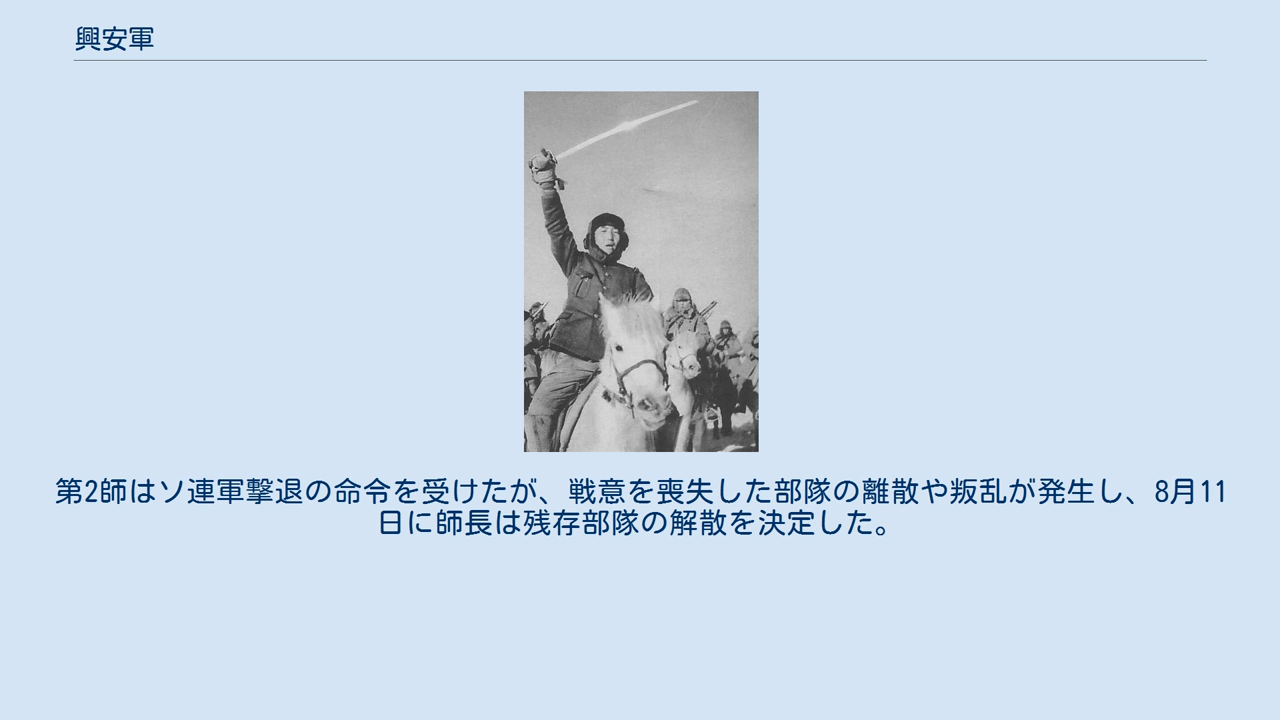 興安軍
第2師はソ連軍撃退の命令を受けたが、戦意を喪失した部隊の離散や叛乱が発生し、8月11
日に師長は残存部隊の解散を決定した。